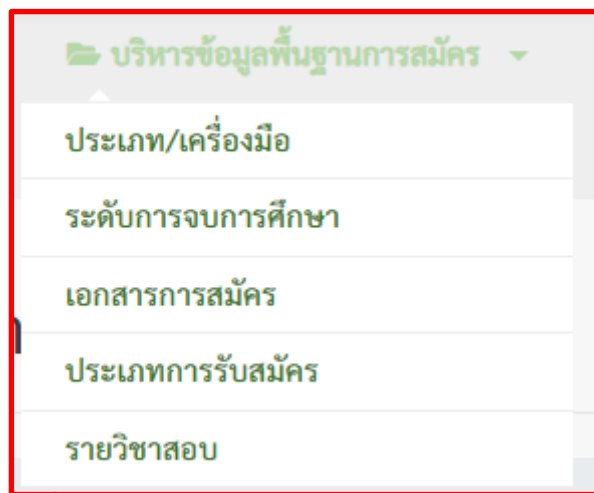 บริหารข้อมูลพื้นฐานการสมัคร
ประเภท/เครื่องมือ
ระดับการจบการศึกษา
เอกสารการสมัคร
ประเภทการรับสมัคร
รายวิชาสอบ